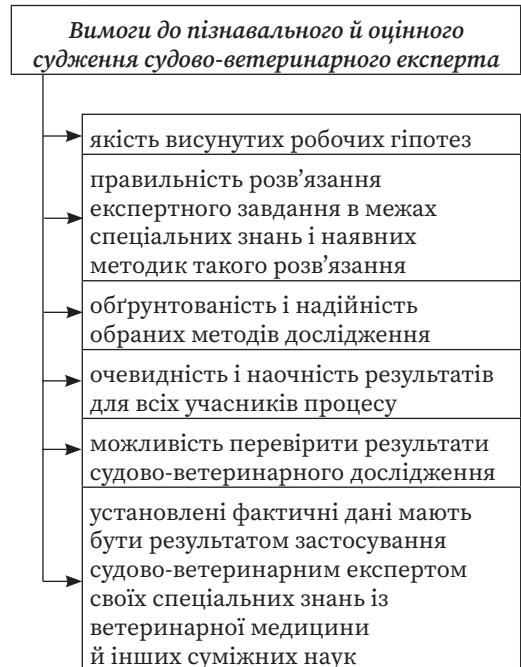 Вимоги до пізнавального й оцінного
судження судово-ветеринарного експерта
якість висунутих робочих гіпотез
правильність розв’язання
експертного завдання в межах
спеціальних знань і наявних
методик такого розв’язання
обґрунтованість і надійність
обраних методів дослідження
очевидність і наочність результатів
для всіх учасників процесу
можливість перевірити результати
судово-ветеринарного дослідження
установлені фактичні дані мають
бути результатом застосування
судово-ветеринарним експертом
своїх спеціальних знань із
ветеринарної медицини
й інших суміжних наук